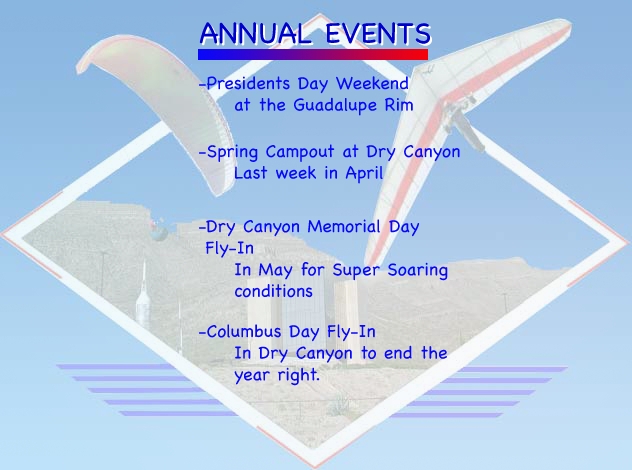 ANNUAL EVENTS
-Presidents Day Weekend
at the Guadalupe Rim
-Spring Campout at Dry Canyon
Last week in April
-Dry Canyon Memorial Day
Fly-In
In May for Super Soaring
conditions
-Columbus Day Fly-In
In Dry Canyon to end the
year right.